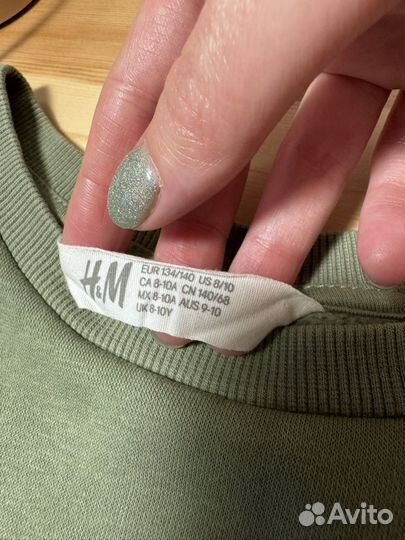 H&M
EUR 134/140 US 8/10
CA 8-10A CN 140/68
MX 8-10A AUS 9-10
UK 8-10Y
Avito